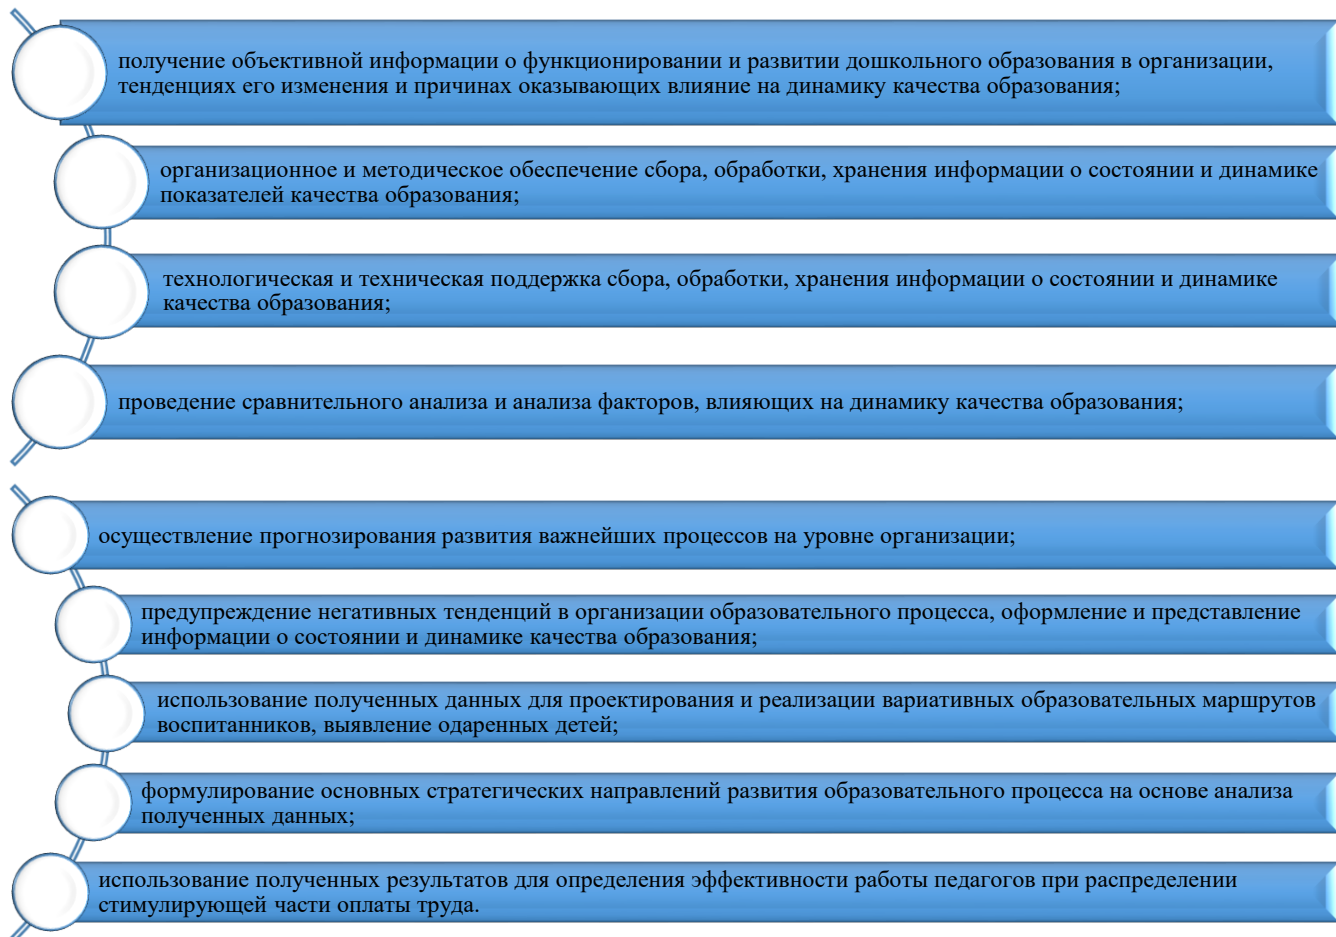 получение объективной информации о функционировании и развитии дошкольного образования в организации,
тенденциях его изменения и причинах оказывающих влияние на динамику качества образования;
организационное и методическое обеспечение сбора, обработки, хранения информации о состоянии и динамике
показателей качества образования;
технологическая и техническая поддержка сбора, обработки, хранения информации о состоянии и динамике
качества образования;
проведение сравнительного анализа и анализа факторов, влияющих на динамику качества образования;
осуществление прогнозирования развития важнейших процессов на уровне организации;
предупреждение негативных тенденций в организации образовательного процесса, оформление и представление
информации о состоянии и динамике качества образования;
использование полученных данных для проектирования и реализации вариативных образовательных маршрутов
воспитанников, выявление одаренных детей;
формулирование основных стратегических направлений развития образовательного процесса на основе анализа
полученных данных;
использование полученных результатов для определения эффективности работы педагогов при распределении
стимулирующей части оплаты труда.